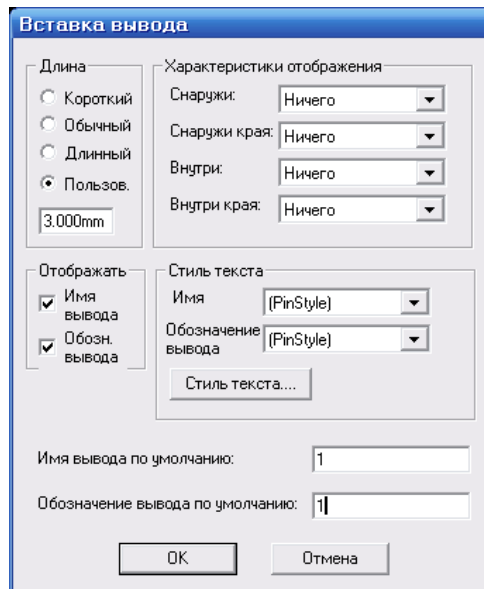 Вставка вывода
Длина
Короткий
Обычный
Длинный
Пользов.
3.000mm
Характеристики отображения
Снаружи: Ничего
Снаружи края: Ничего
Внутри: Ничего
Внутри края: Ничего
Отображать
Имя
вывода
Обозн.
вывода
Стиль текста
Имя (PinStyle)
Обозначение
вывода (PinStyle)
Стиль текста....
Имя вывода по умолчанию: 1
Обозначение вывода по умолчанию: 1
OK Отмена